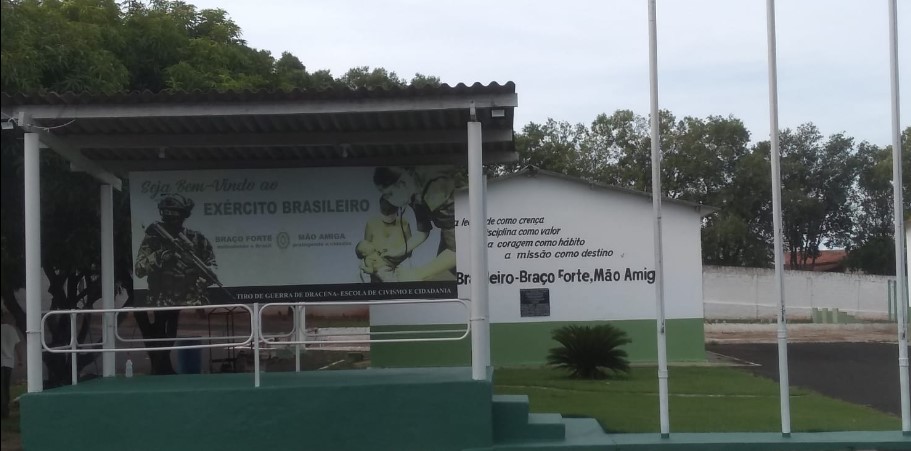 Seja Bem-Vindo ao
EXÉRCITO BRASILEIRO
BRAÇO FORTE
MÃO AMIGA
TIRO DE GUERRA DE DRACENA- ESCOLA DE CIVISMO E CIDADANIA
de como crença
disciplina como valor
a coragem como hábito
a missão como destino
Brasileiro-Braço Forte,Mão Amig